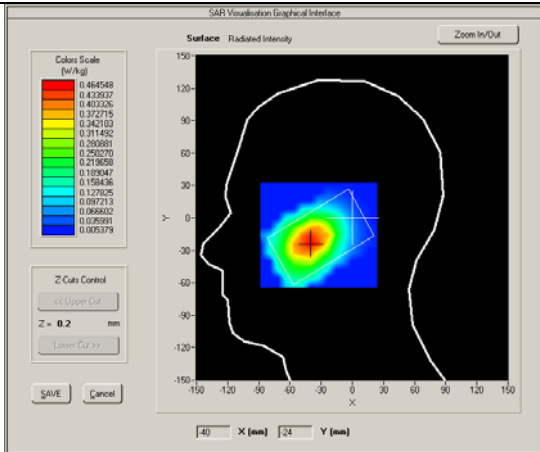 SAR Visualisation Graphical Interface
Surface Radiated Intensity
Zoom In/Out
Colors Scale
(W/kg)
0.464548
0.433937
0.403326
0.372715
0.342103
0.311492
0.280881
0.250270
0.219658
0.189047
0.158436
0.127825
0.097213
0.066602
0.035991
0.005379
Z-Cuts Control
<< Upper Cut
Z = 0.2 mm
Lower Cut >>
SAVE Cancel
150
120
90
60
30
0
-30
-60
-90
-120
-150
Y
-150 -120 -90 -60 -30 0 30 60 90 120 150
X
-40 X (mm) -24 Y (mm)